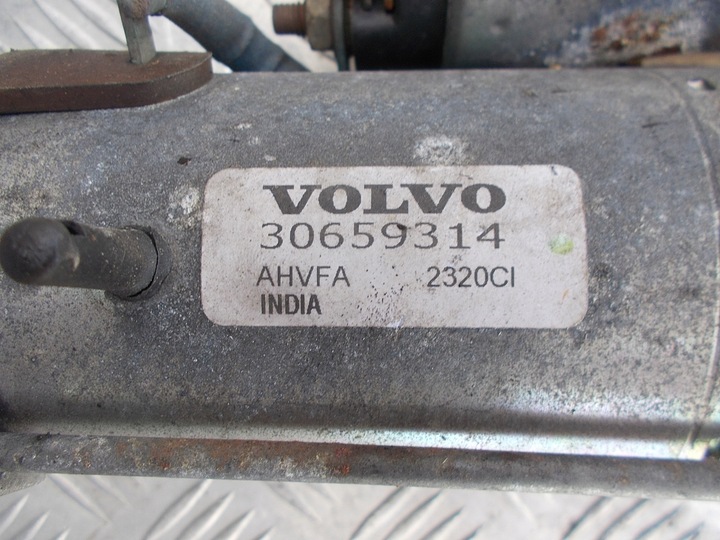 VOLVO
30659314
AHVFA 2320CI
INDIA